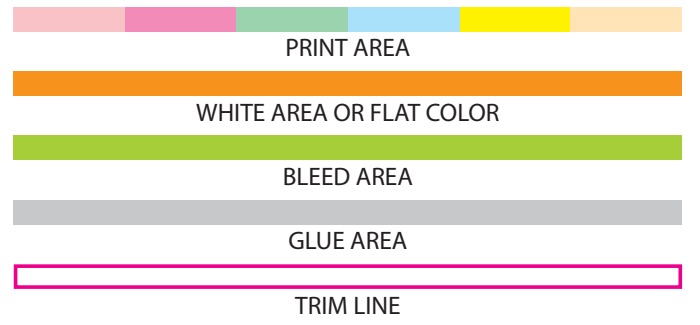 PRINT AREA
WHITE AREA OR FLAT COLOR
BLEED AREA
GLUE AREA
TRIM LINE